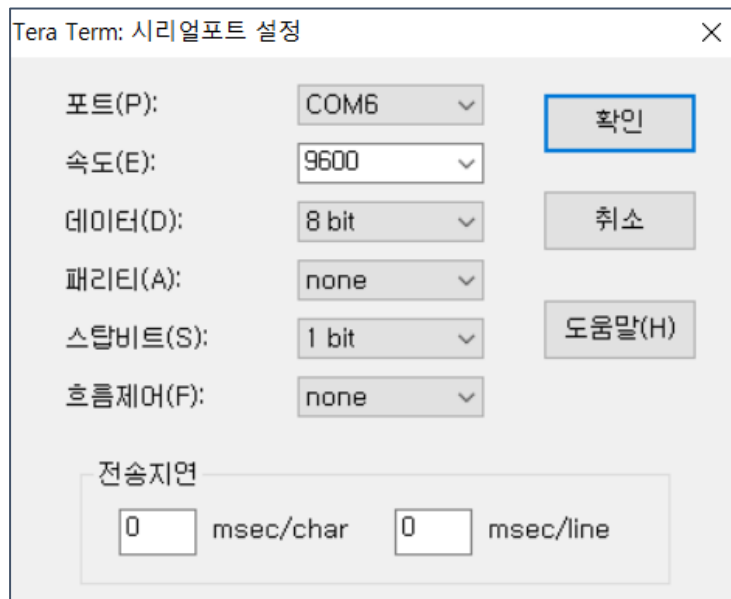 Tera Term: 시리얼포트 설정
포트(P): COM6
확인
속도(E): 9600
데이터(D): 8 bit
취소
패리티(A): none
스탑비트(S): 1 bit
도움말(H)
흐름제어(F): none
전송지연
0 msec/char 0 msec/line